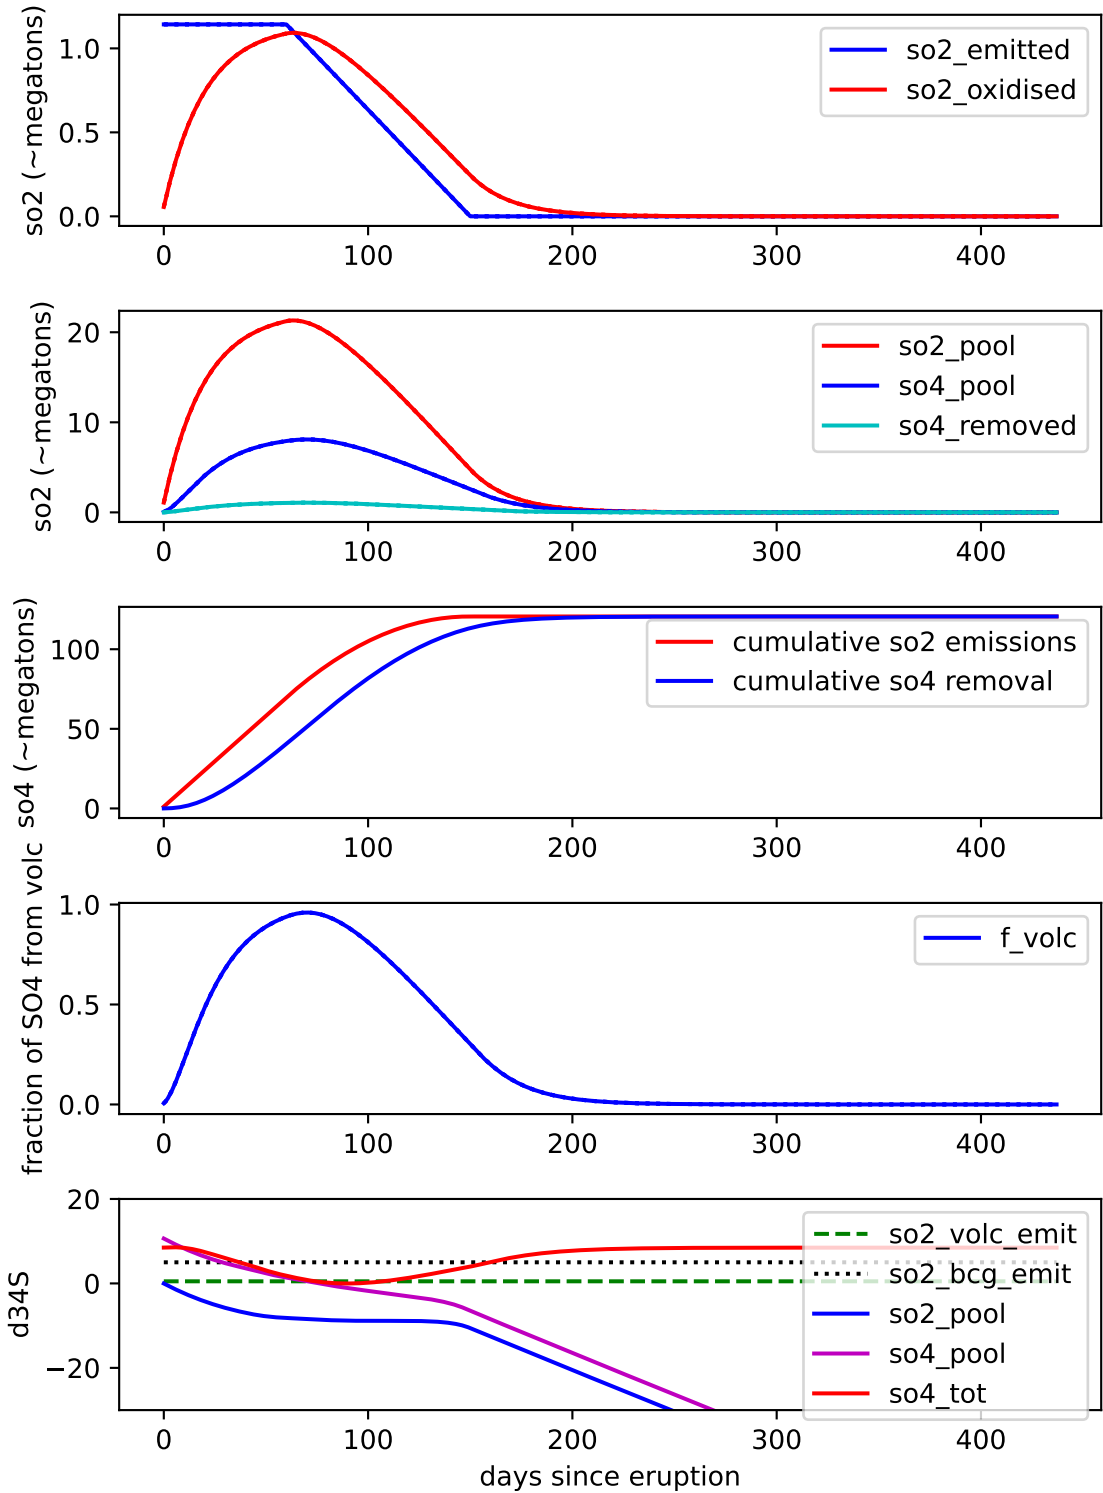 so2 (~megatons)
1.0
0.5
0.0
so2_emitted
so2_oxidised
0 100 200 300 400
so2 (~megatons)
20
10
0
so2_pool
so4_pool
so4_removed
0 100 200 300 400
so4 (~megatons)
100
50
0
cumulative so2 emissions
cumulative so4 removal
0 100 200 300 400
fraction of SO4 from volc
1.0
0.5
0.0
f_volc
0 100 200 300 400
d34S
20
0
−20
so2_volc_emit
so2_bcg_emit
so2_pool
so4_pool
so4_tot
0 100 200 300 400
days since eruption